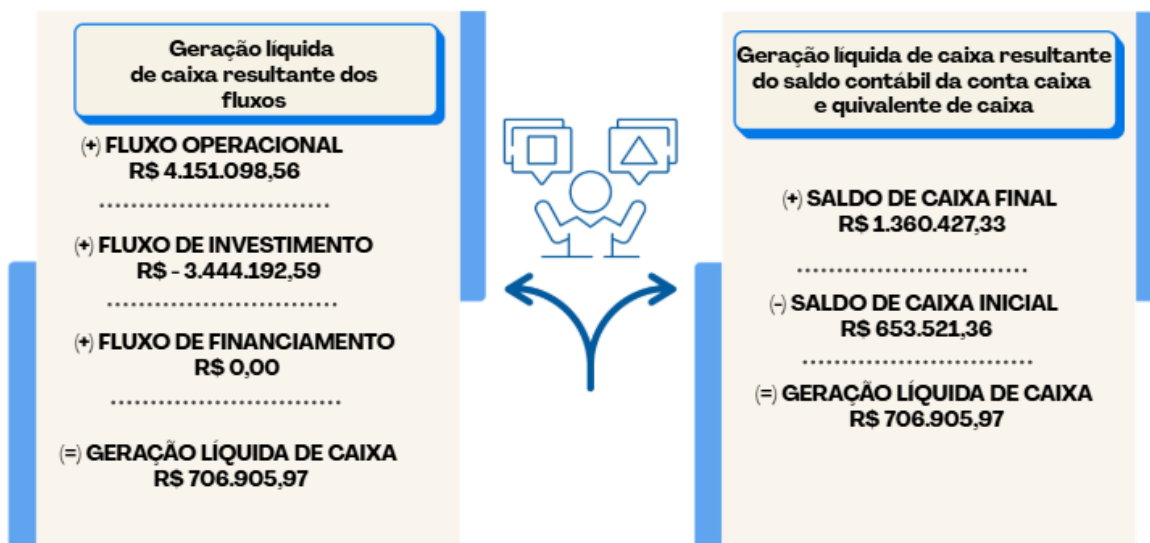 Geração líquida
de caixa resultante dos
fluxos
(+) FLUXO OPERACIONAL
R$ 4.151.098,56
..............................
(+) FLUXO DE INVESTIMENTO
R$ - 3.444.192,59
..............................
(+) FLUXO DE FINANCIAMENTO
R$ 0,00
..............................
(=) GERAÇÃO LÍQUIDA DE CAIXA
R$ 706.905,97
Geração líquida de caixa resultante
do saldo contábil da conta caixa
e quivalente de caixa
(+) SALDO DE CAIXA FINAL
R$ 1.360.427,33
..............................
(-) SALDO DE CAIXA INICIAL
R$ 653.521,36
..............................
(=) GERAÇÃO LÍQUIDA DE CAIXA
R$ 706.905,97